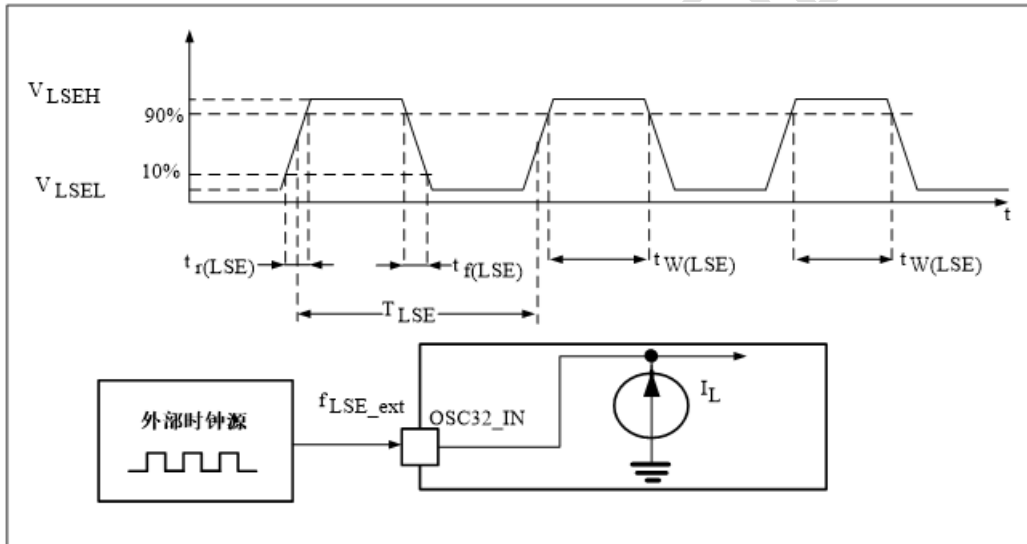 VLSEH
90%
10%
VLSEL
t
tr(LSE)
tf(LSE)
tW(LSE)
tW(LSE)
TLSE
外部时钟源
fLSE_ext
OSC32_IN
IL